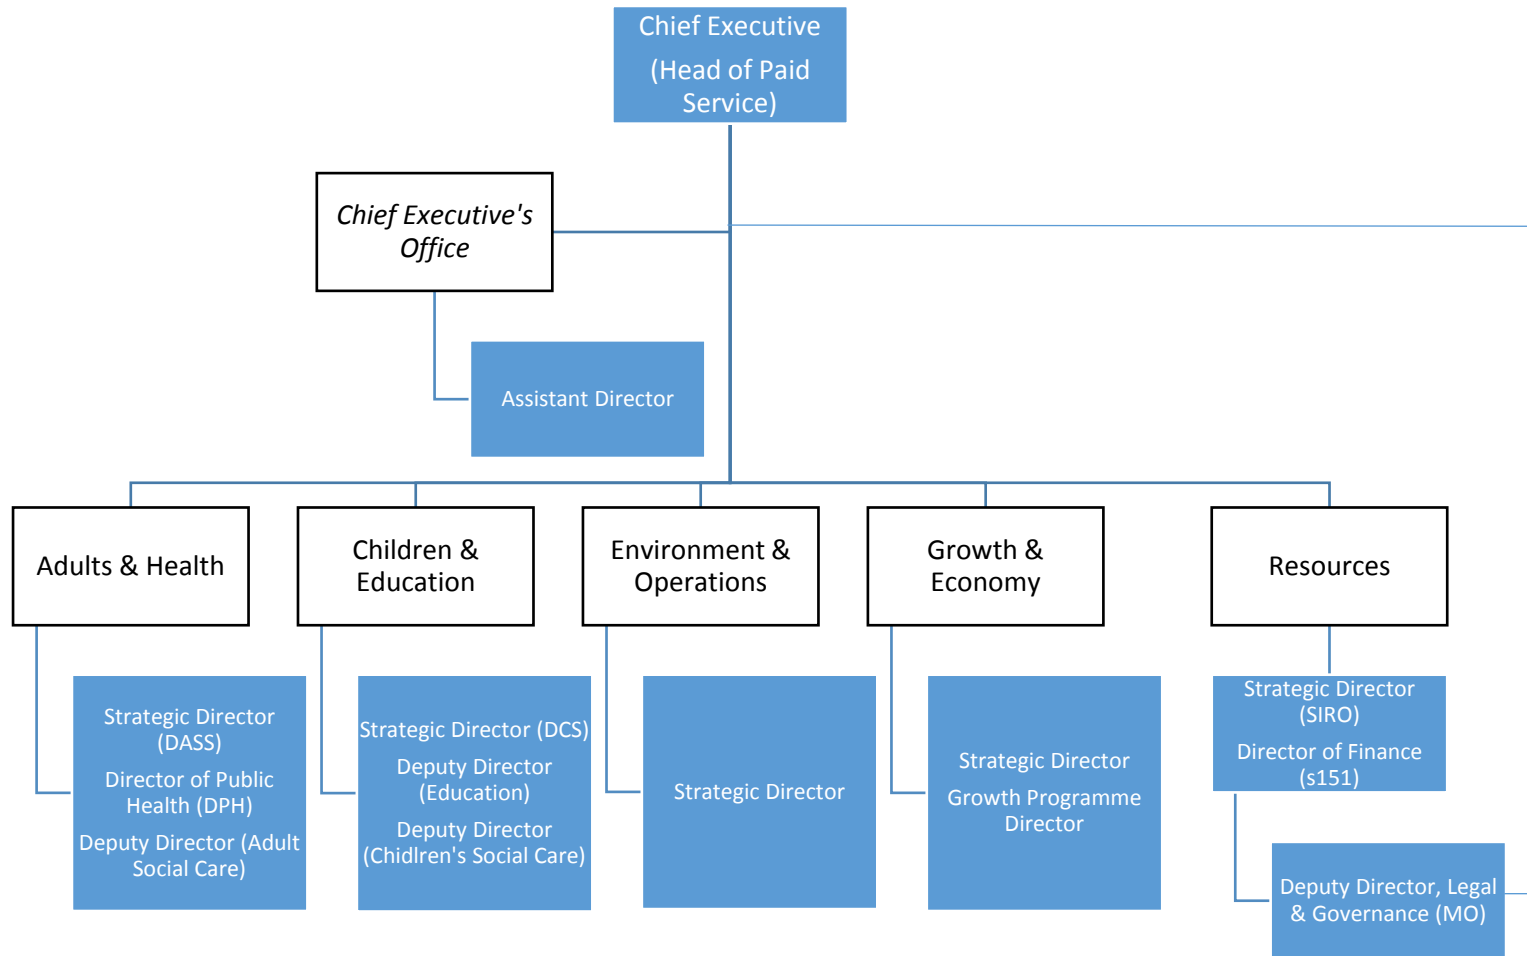 Chief Executive
(Head of Paid
Service)
Chief Executive's
Office
Assistant Director
Adults & Health
Children &
Education
Environment &
Operations
Growth &
Economy
Resources
Strategic Director
(DASS)
Director of Public
Health (DPH)
Deputy Director (Adult
Social Care)
Strategic Director (DCS)
Deputy Director
(Education)
Deputy Director
(Chidlren's Social Care)
Strategic Director
Strategic Director
Growth Programme
Director
Strategic Director
(SIRO)
Director of Finance
(s151)
Deputy Director, Legal
& Governance (MO)